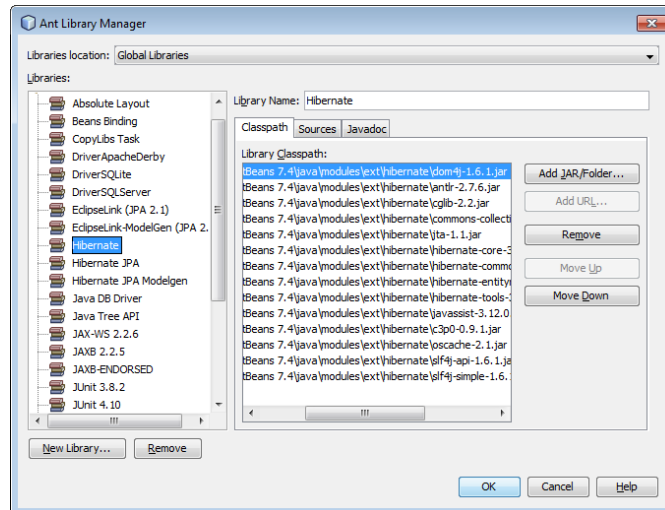 Ant Library Manager
Libraries location: Global Libraries
Libraries:
Absolute Layout
Beans Binding
CopyLibs Task
DriverApacheDerby
DriverSQLite
DriverSQLServer
EclipseLink (JPA 2.1)
EclipseLink-ModelGen (JPA 2.
Hibernate
Hibernate JPA
Hibernate JPA Modelgen
Java DB Driver
Java Tree API
JAX-WS 2.2.6
JAXB 2.2.5
JAXB-ENDORSED
JUnit 3.8.2
JUnit 4.10
New Library...
Remove
Library Name: Hibernate
Classpath Sources Javadoc
Library Classpath:
tBeans 7.4\java\modules\ext\hibernate\dom4j-1.6.1.jar
tBeans 7.4\java\modules\ext\hibernate\antlr-2.7.6.jar
tBeans 7.4\java\modules\ext\hibernate\cglib-2.2.jar
tBeans 7.4\java\modules\ext\hibernate\commons-collecti
tBeans 7.4\java\modules\ext\hibernate\jta-1.1.jar
tBeans 7.4\java\modules\ext\hibernate\hibernate-core-3
tBeans 7.4\java\modules\ext\hibernate\hibernate-commo
tBeans 7.4\java\modules\ext\hibernate\hibernate-entity
tBeans 7.4\java\modules\ext\hibernate\hibernate-tools-
tBeans 7.4\java\modules\ext\hibernate\javassist-3.12.0
tBeans 7.4\java\modules\ext\hibernate\c3p0-0.9.1.jar
tBeans 7.4\java\modules\ext\hibernate\oscache-2.1.jar
tBeans 7.4\java\modules\ext\hibernate\slf4j-api-1.6.1.ja
tBeans 7.4\java\modules\ext\hibernate\slf4j-simple-1.6.
Add JAR/Folder...
Add URL...
Remove
Move Up
Move Down
OK
Cancel
Help